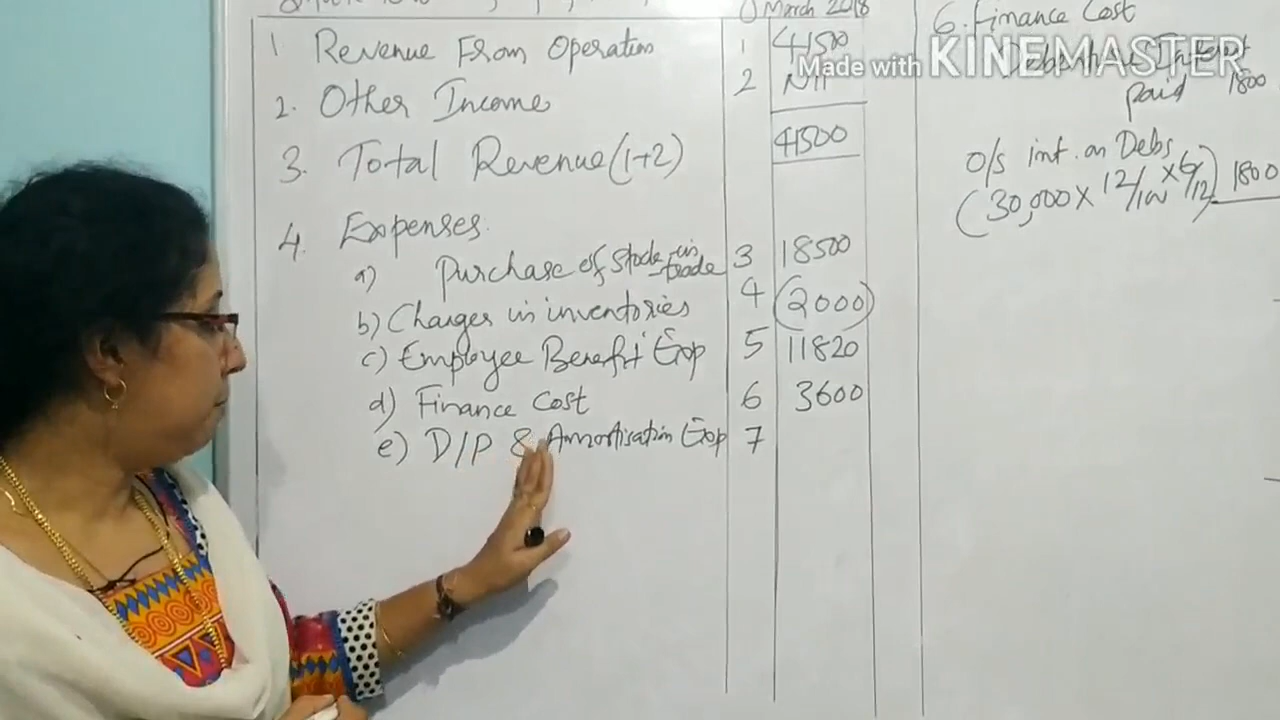 March 2018
1 Revenue From Operation 1 41500
2. Other Income 2 Nil
3. Total Revenue (1+2) 41500
4. Expenses.
a) Purchase of Stock in trade 3 18500
b) Changes in inventories 4 (2000)
c) Employee Benefit Exp 5 11820
d) Finance Cost 6 3600
e) D/P & Amortisation Exp 7
6. Finance Cost
Debenture Interest
paid 1800
O/s int. on Debs
(30,000 × 12/100 × 6/12) 1800
Made with KINEMASTER